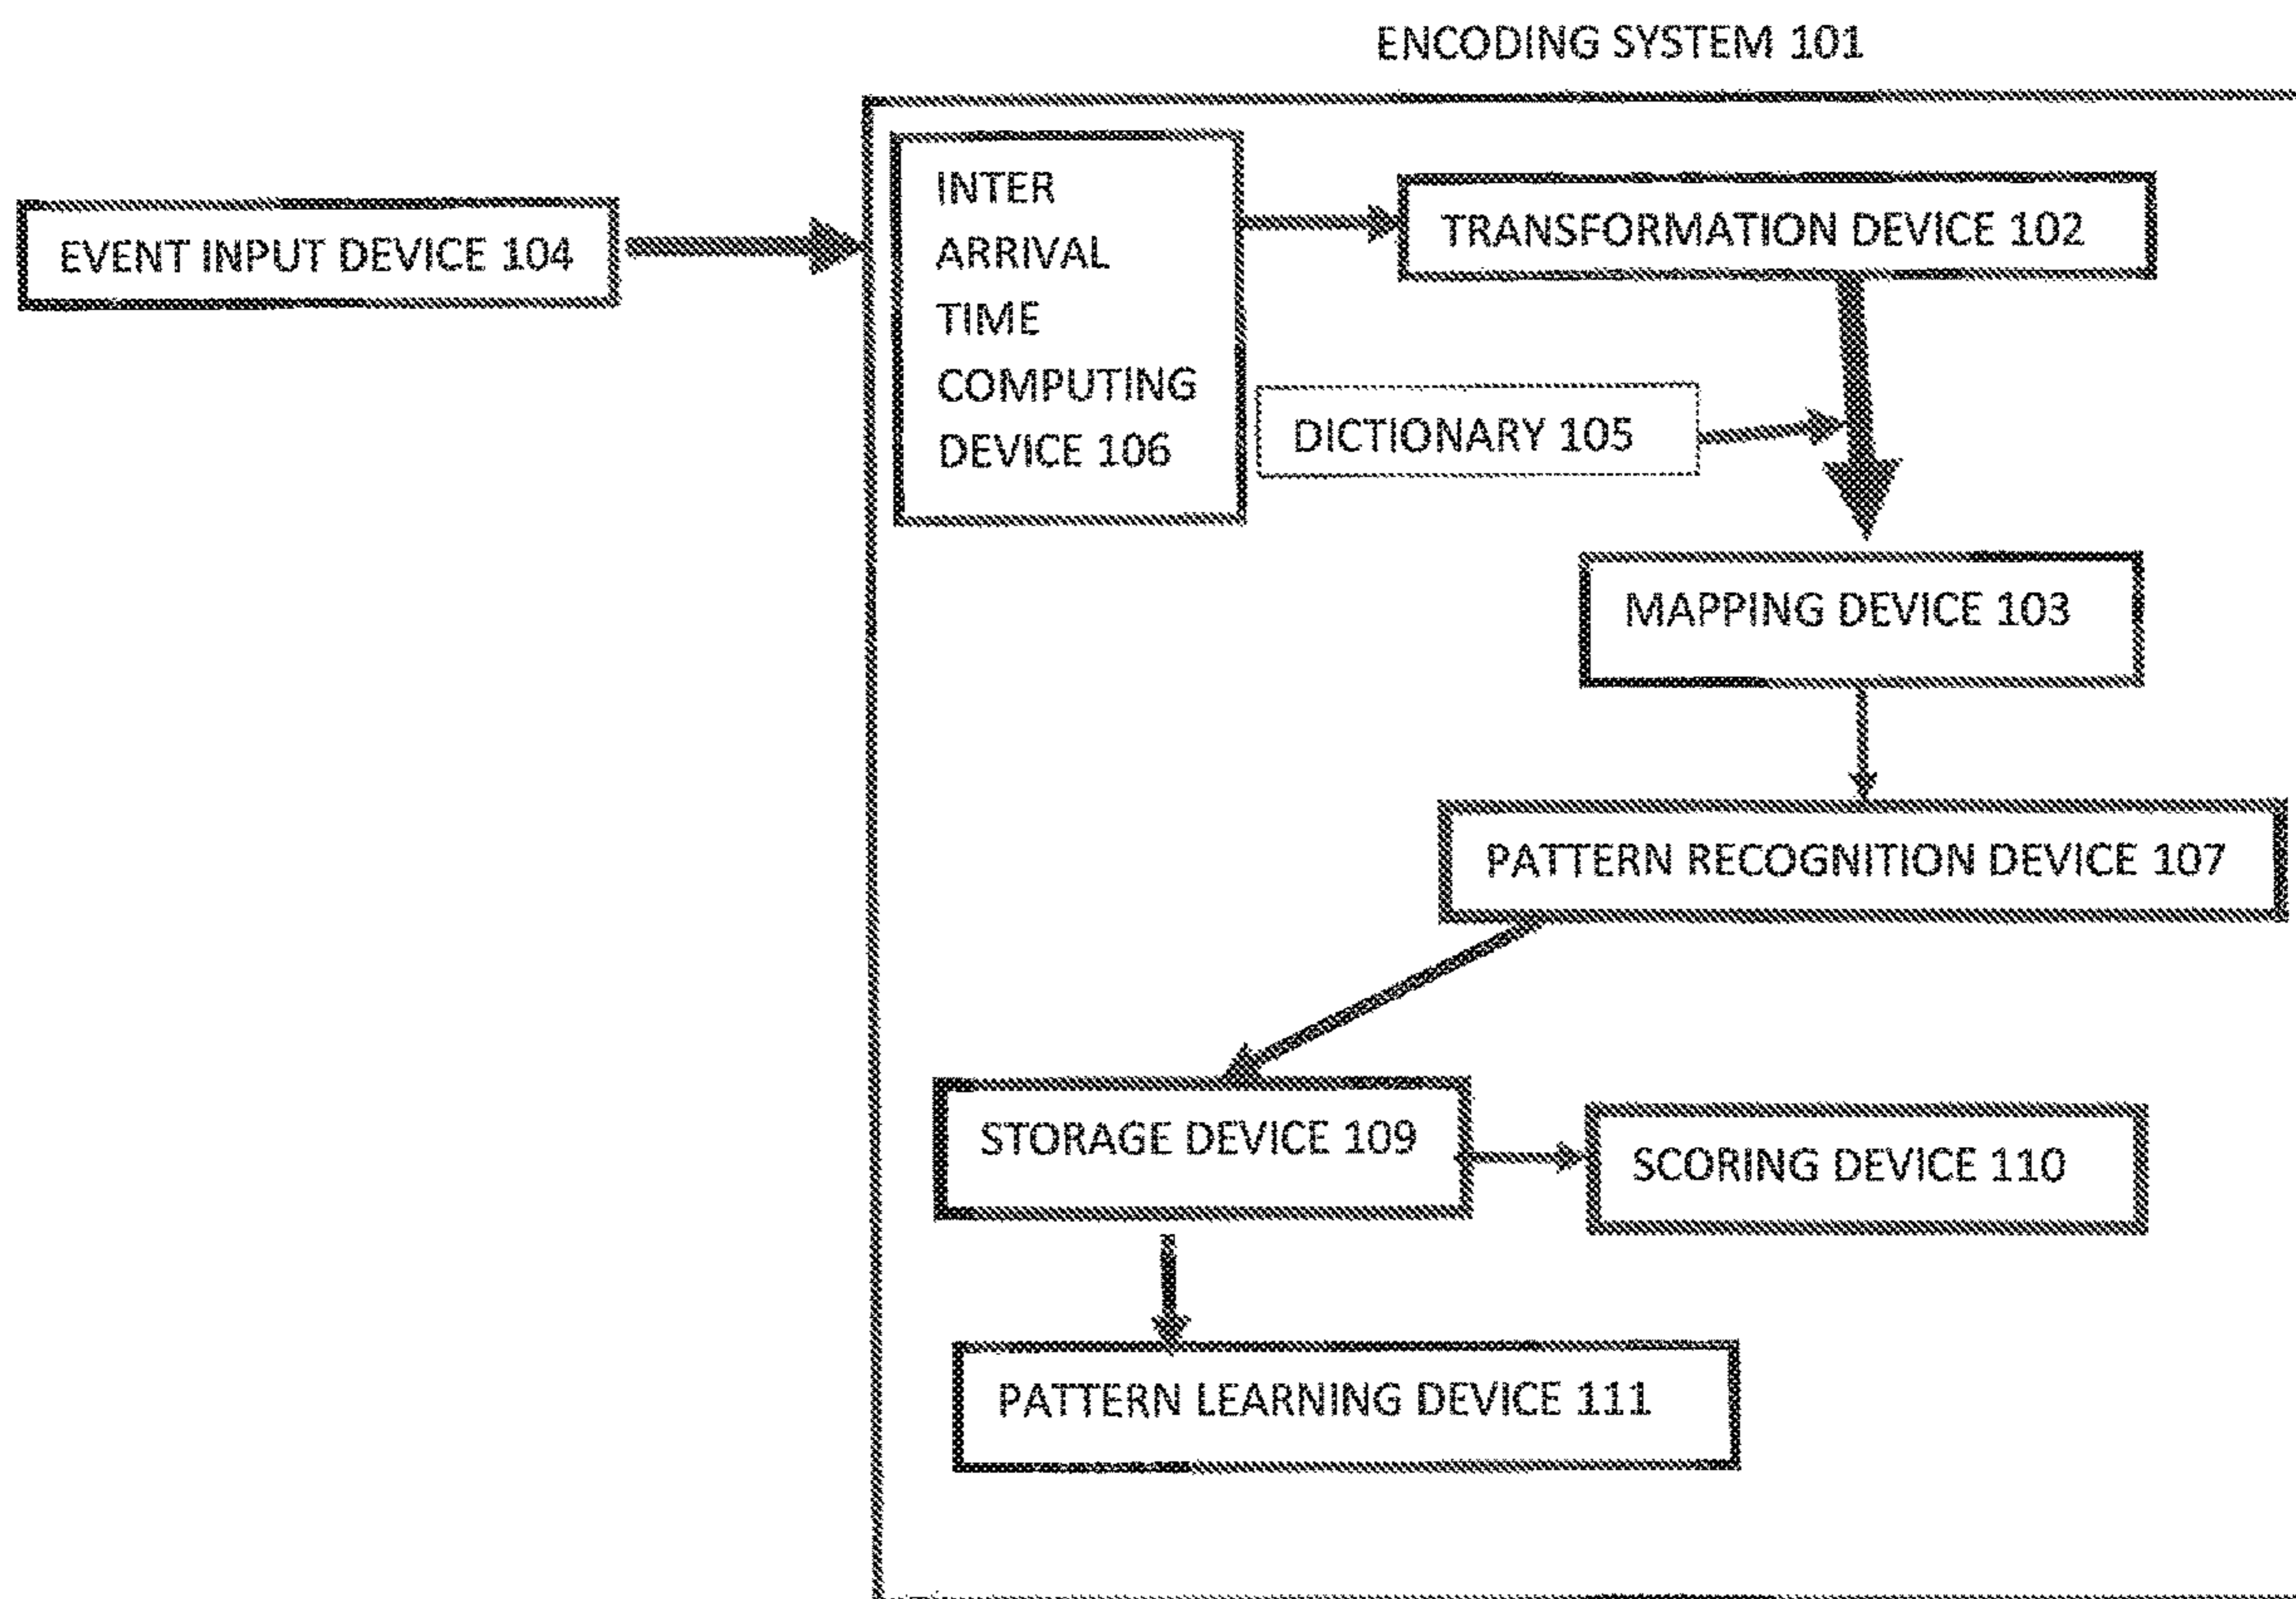 ENCODING SYSTEM 101
EVENT INPUT DEVICE 104
INTER
ARRIVAL
TIME
COMPUTING
DEVICE 106
TRANSFORMATION DEVICE 102
DICTIONARY 105
MAPPING DEVICE 103
PATTERN RECOGNITION DEVICE 107
STORAGE DEVICE 109
SCORING DEVICE 110
PATTERN LEARNING DEVICE 111